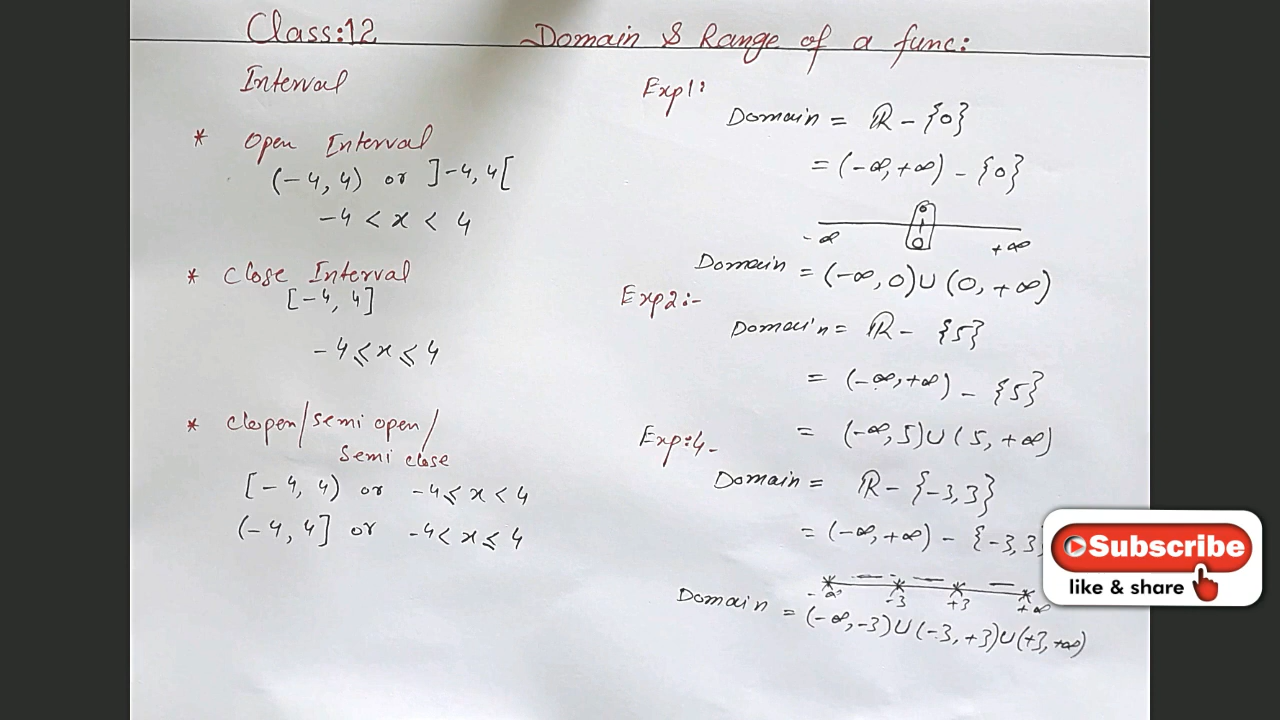 Class:12 Domain & Range of a func:
Interval
* Open Interval
(-4, 4) or ]-4, 4[
-4 < x < 4
* Close Interval
[-4, 4]
-4 ⩽ x ⩽ 4
* Clopen/semi open/
Semi close
[-4, 4) or -4 ⩽ x < 4
(-4, 4] or -4 < x ⩽ 4
Exp1:
Domain = ℝ - {0}
= (-∞, +∞) - {0}
-∞ 0 +∞
Domain = (-∞, 0)∪(0, +∞)
Exp2:-
Domain = ℝ - {5}
= (-∞, +∞) - {5}
= (-∞, 5)∪(5, +∞)
Exp:4-
Domain = ℝ - {-3, 3}
= (-∞, +∞) - {-3, 3}
-∞ -3 +3 +∞
Domain = (-∞, -3)∪(-3, +3)∪(+3, +∞)
Subscribe
like & share